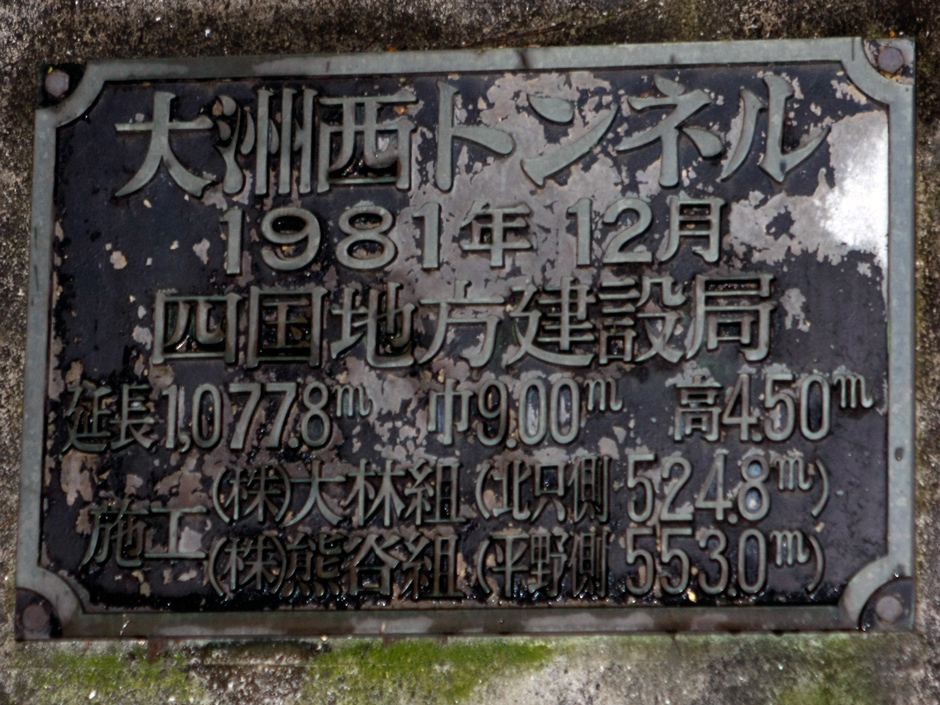 大洲西トンネル
1981年12月
四国地方建設局
延長1,077.8m 巾9.00m 高4.50m
施工 (株)大林組(北只側 524.8m)
(株)熊谷組(平野側 553.0m)